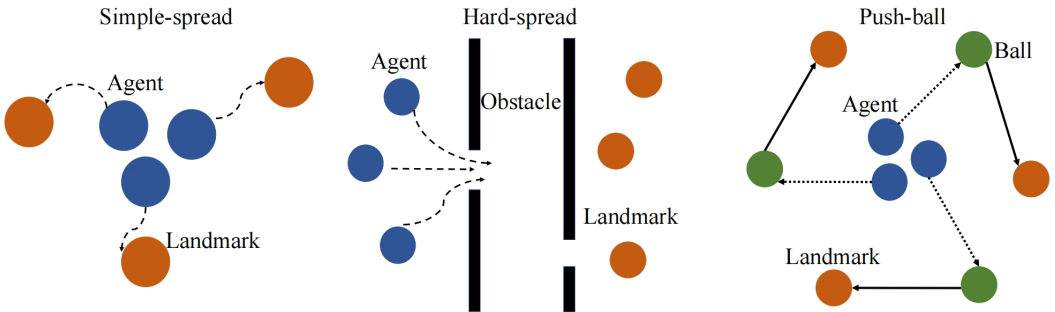 Simple-spread
Agent
Landmark
Hard-spread
Agent
Obstacle
Landmark
Push-ball
Ball
Agent
Landmark